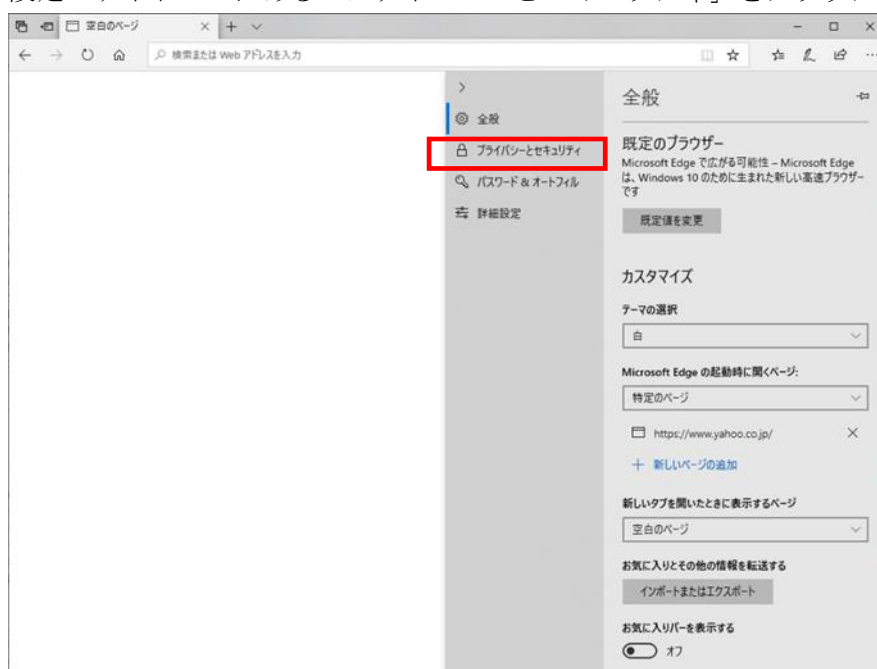 空白のページ
検索または Web アドレスを入力
全般
プライバシーとセキュリティ
パスワード & オートフィル
詳細設定
全般
既定のブラウザー
Microsoft Edge で広がる可能性 – Microsoft Edge
は、Windows 10 のために生まれた新しい高速ブラウザー
です
既定値を変更
カスタマイズ
テーマの選択
白
Microsoft Edge の起動時に開くページ:
特定のページ
https://www.yahoo.co.jp/
新しいページの追加
新しいタブを開いたときに表示するページ
空白のページ
お気に入りとその他の情報を転送する
インポートまたはエクスポート
お気に入りバーを表示する
オフ